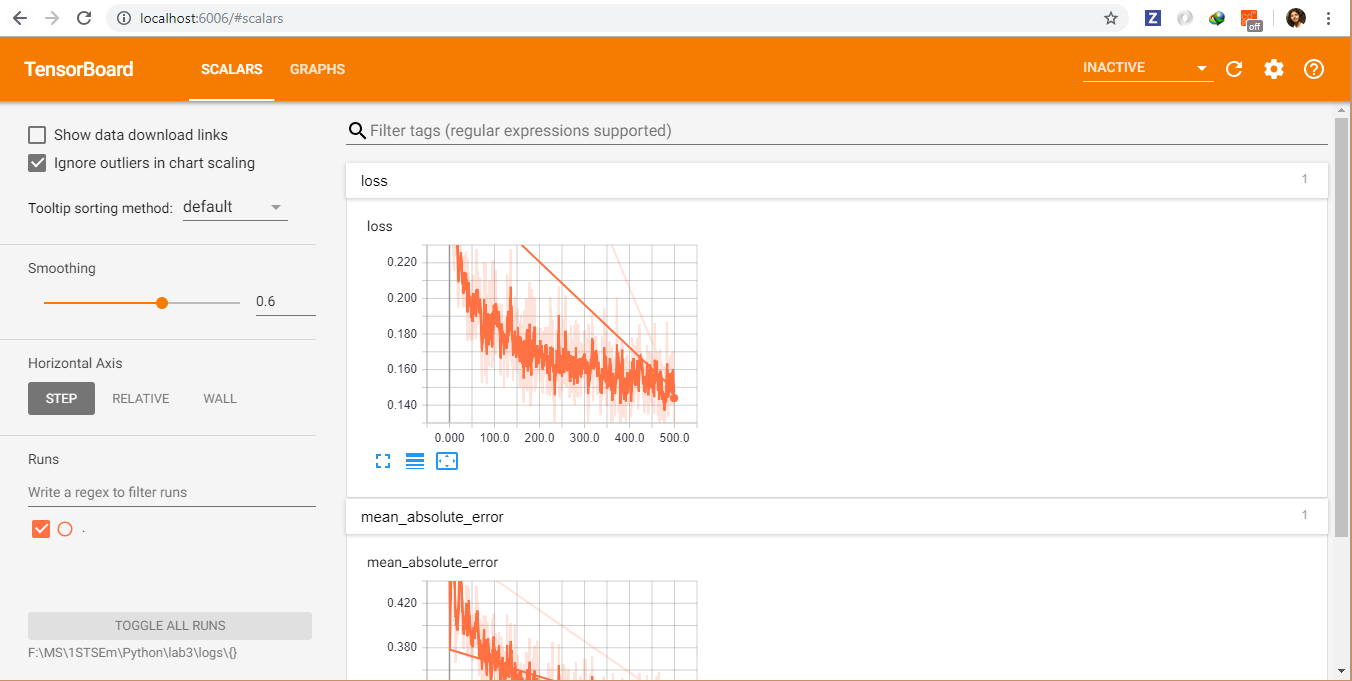 localhost:6006/#scalars
Z
off
TensorBoard
SCALARS
GRAPHS
INACTIVE
Show data download links
Ignore outliers in chart scaling
Tooltip sorting method: default
Smoothing
0.6
Horizontal Axis
STEP RELATIVE WALL
Runs
Write a regex to filter runs
.
TOGGLE ALL RUNS
F:\MS\1STSEm\Python\lab3\logs\{}
Filter tags (regular expressions supported)
loss 1
loss
0.220
0.200
0.180
0.160
0.140
0.000 100.0 200.0 300.0 400.0 500.0
mean_absolute_error 1
mean_absolute_error
0.420
0.380